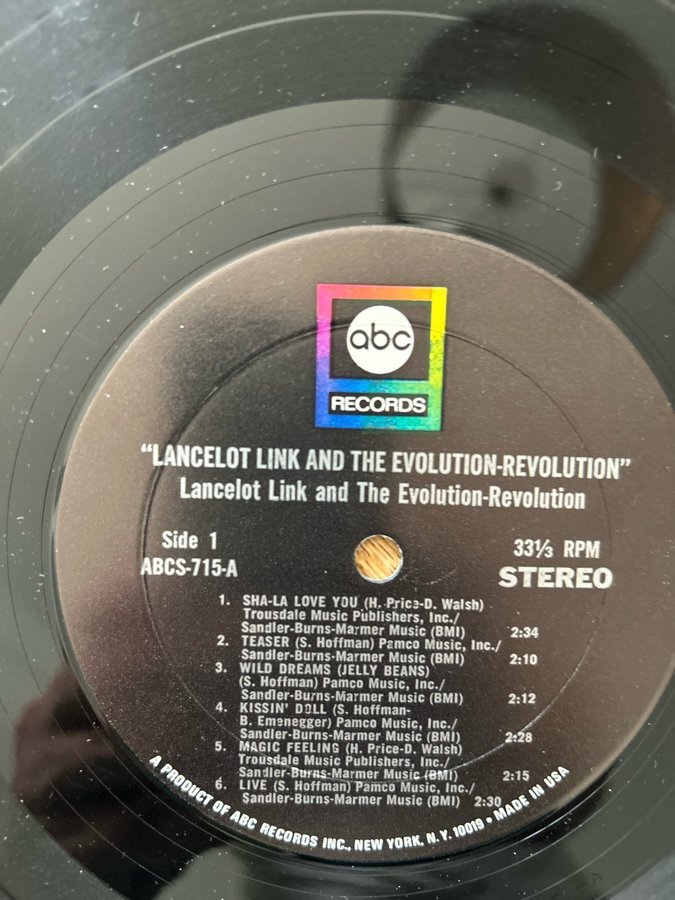 abc
RECORDS
"LANCELOT LINK AND THE EVOLUTION-REVOLUTION"
Lancelot Link and The Evolution-Revolution
Side 1
ABCS-715-A
33⅓ RPM
STEREO
1. SHA-LA LOVE YOU (H. Price-D. Walsh)
Trousdale Music Publishers, Inc./
Sandler-Burns-Marmer Music (BMI) 2:34
2. TEASER (S. Hoffman) Pamco Music, Inc./
Sandler-Burns-Marmer Music (BMI) 2:10
3. WILD DREAMS (JELLY BEANS)
(S. Hoffman) Pamco Music, Inc./
Sandler-Burns-Marmer Music (BMI) 2:12
4. KISSIN' DOLL (S. Hoffman-
B. Emenegger) Pamco Music, Inc./
Sandler-Burns-Marmer Music (BMI) 2:28
5. MAGIC FEELING (H. Price-D. Walsh)
Trousdale Music Publishers, Inc./
Sandler-Burns-Marmer Music (BMI) 2:15
6. LIVE (S. Hoffman) Pamco Music, Inc./
Sandler-Burns-Marmer Music (BMI) 2:30
A PRODUCT OF ABC RECORDS INC., NEW YORK, N.Y. 10019 • MADE IN USA